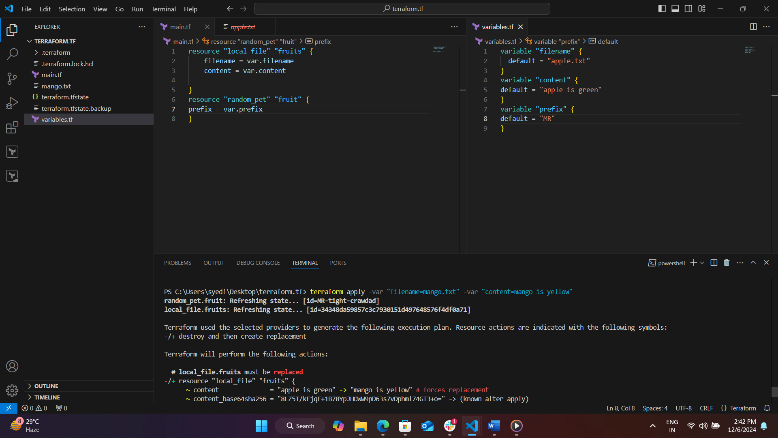 File Edit Selection View Go Run Terminal Help
terraform.tf
EXPLORER
TERRAFORM.TF
.terraform
.terraform.lock.hcl
main.tf
mango.txt
terraform.tfstate
terraform.tfstate.backup
variables.tf
OUTLINE
TIMELINE
main.tf apple.txt
main.tf > resource "random_pet" "fruit" > prefix
1 resource "local_file" "fruits" {
2 filename = var.filename
3 content = var.content
4
5 }
6 resource "random_pet" "fruit" {
7 prefix = var.prefix
8 }
variables.tf
variables.tf > variable "prefix" > default
1 variable "filename" {
2 default = "apple.txt"
3 }
4 variable "content" {
5 default = "apple is green"
6 }
7 variable "prefix" {
8 default = "MR"
9 }
PROBLEMS OUTPUT DEBUG CONSOLE TERMINAL PORTS
powershell
PS C:\Users\syed1\Desktop\terraform.tf> terraform apply -var "filename=mango.txt" -var "content=mango is yellow"
random_pet.fruit: Refreshing state... [id=MR-tight-crawdad]
local_file.fruits: Refreshing state... [id=34348da59857c3c7930151d497648576f4df0a71]
Terraform used the selected providers to generate the following execution plan. Resource actions are indicated with the following symbols:
-/+ destroy and then create replacement
Terraform will perform the following actions:
# local_file.fruits must be replaced
-/+ resource "local_file" "fruits" {
~ content = "apple is green" -> "mango is yellow" # forces replacement
~ content_base64sha256 = -> (known after apply)
0 0 0
Ln 8, Col 8 Spaces: 4 UTF-8 CRLF {} Terraform
29°C
Haze
Search
ENG
IN
2:42 PM
12/6/2024